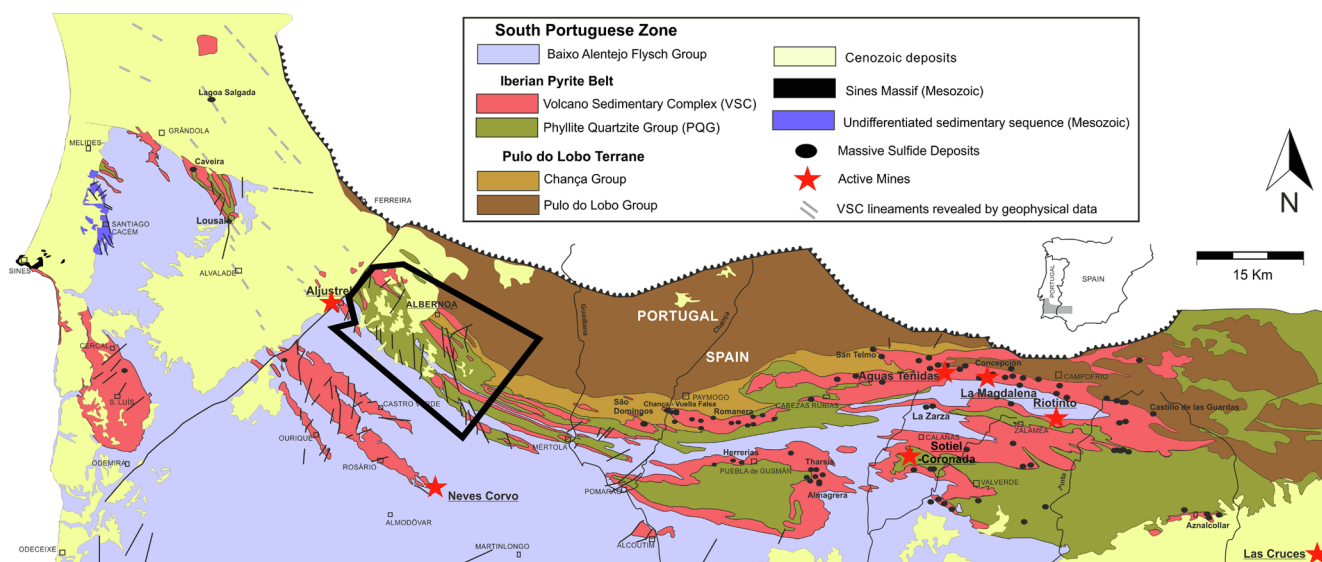 South Portuguese Zone
Baixo Alentejo Flysch Group
Iberian Pyrite Belt
Volcano Sedimentary Complex (VSC)
Phyllite Quartzite Group (PQG)
Pulo do Lobo Terrane
Chança Group
Pulo do Lobo Group
Cenozoic deposits
Sines Massif (Mesozoic)
Undifferentiated sedimentary sequence (Mesozoic)
Massive Sulfide Deposits
Active Mines
VSC lineaments revealed by geophysical data
N
15 Km
PORTUGAL
SPAIN
Lagoa Salgada
GRÂNDOLA
MELIDES
Caveira
FERREIRA
Lousal
SANTIAGO
CACÉM
SINES
ALVALADE
Aljustrel
ALBERNOA
Guadiana
Chança
PORTUGAL
SPAIN
CERCAL
S. LUÍS
CASTRO VERDE
OURIQUE
ROSÁRIO
ODEMIRA
Neves Corvo
ALMODÔVAR
ODECEIXE
MARTINLONGO
MÉRTOLA
POMARÃO
ALCOUTIM
São
Domingos
Chança - Vuelta Falsa
PAYMOGO
Romanera
CABEZAS RUBIAS
San Telmo
Aguas Teñidas
Concepción
CAMPOFRIO
La Magdalena
Riotinto
La Zarza
ZALAMEA
Castillo de las Guardas
CALAÑAS
Sotiel
-Coronada
Herrerias
PUEBLA de GUSMÁN
Tharsis
Almagrera
VALVERDE
Tinto
Aznalcollar
Las Cruces